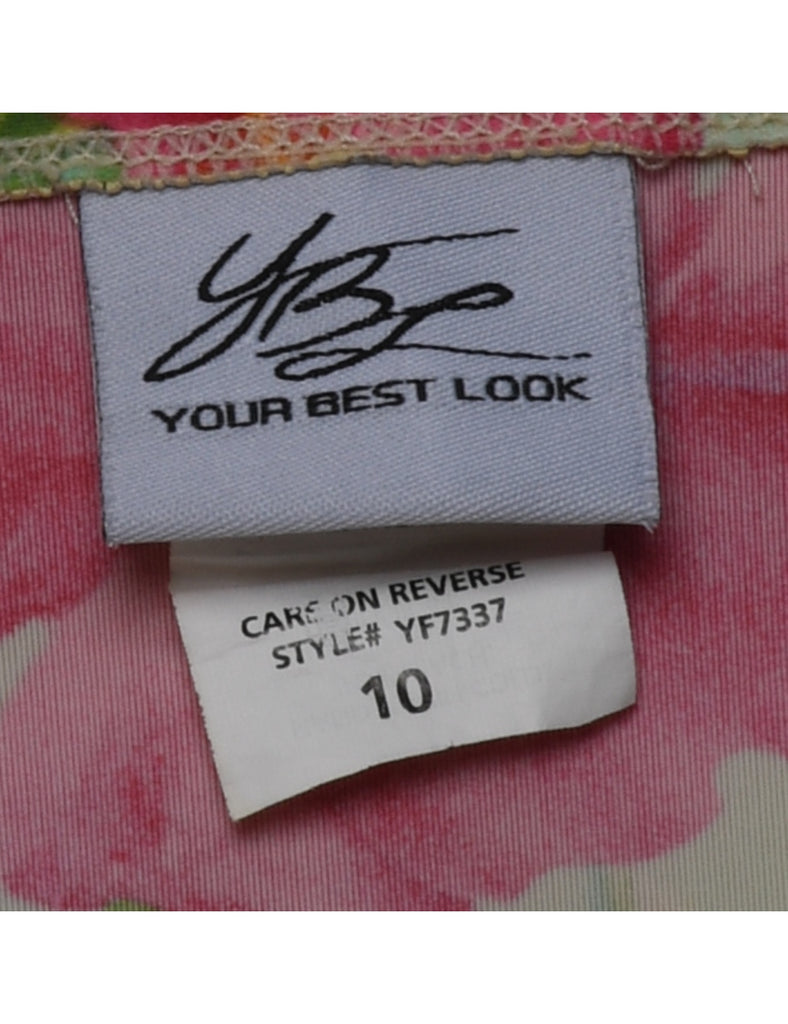 YBL
YOUR BEST LOOK
CARE ON REVERSE
STYLE# YF7337
10